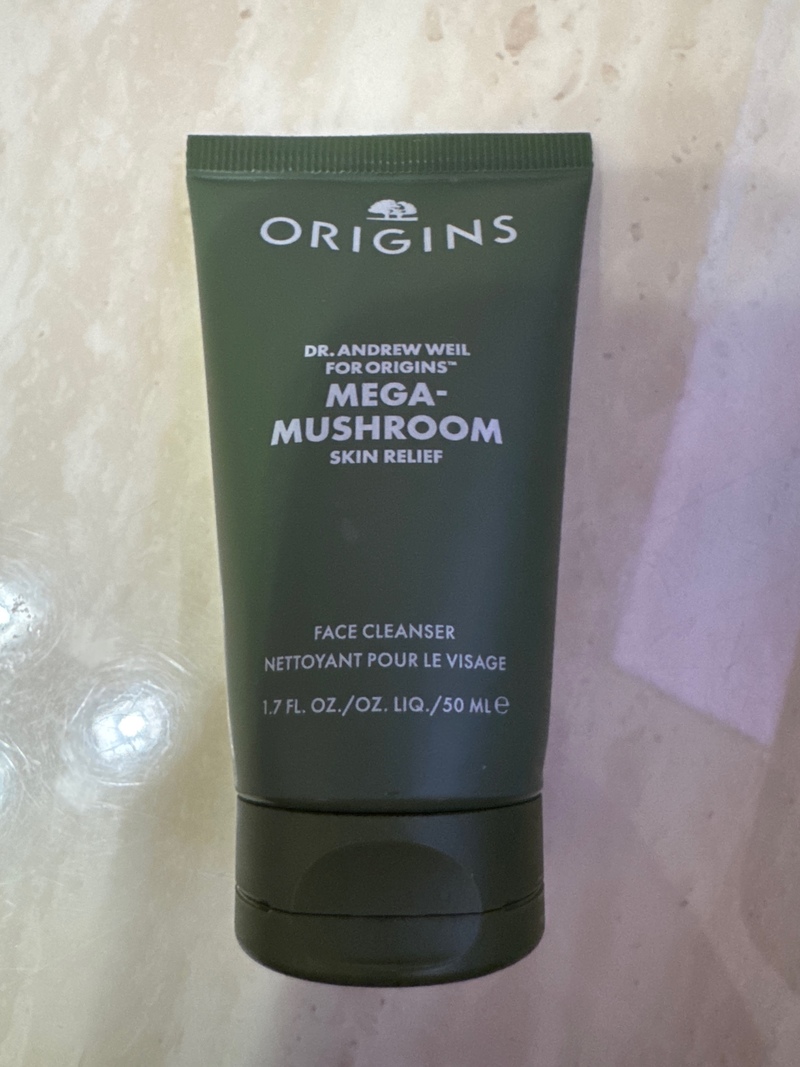 ORIGINS
DR. ANDREW WEIL
FOR ORIGINS™
MEGA-
MUSHROOM
SKIN RELIEF
FACE CLEANSER
NETTOYANT POUR LE VISAGE
1.7 FL. OZ./OZ. LIQ./50 ML ℮